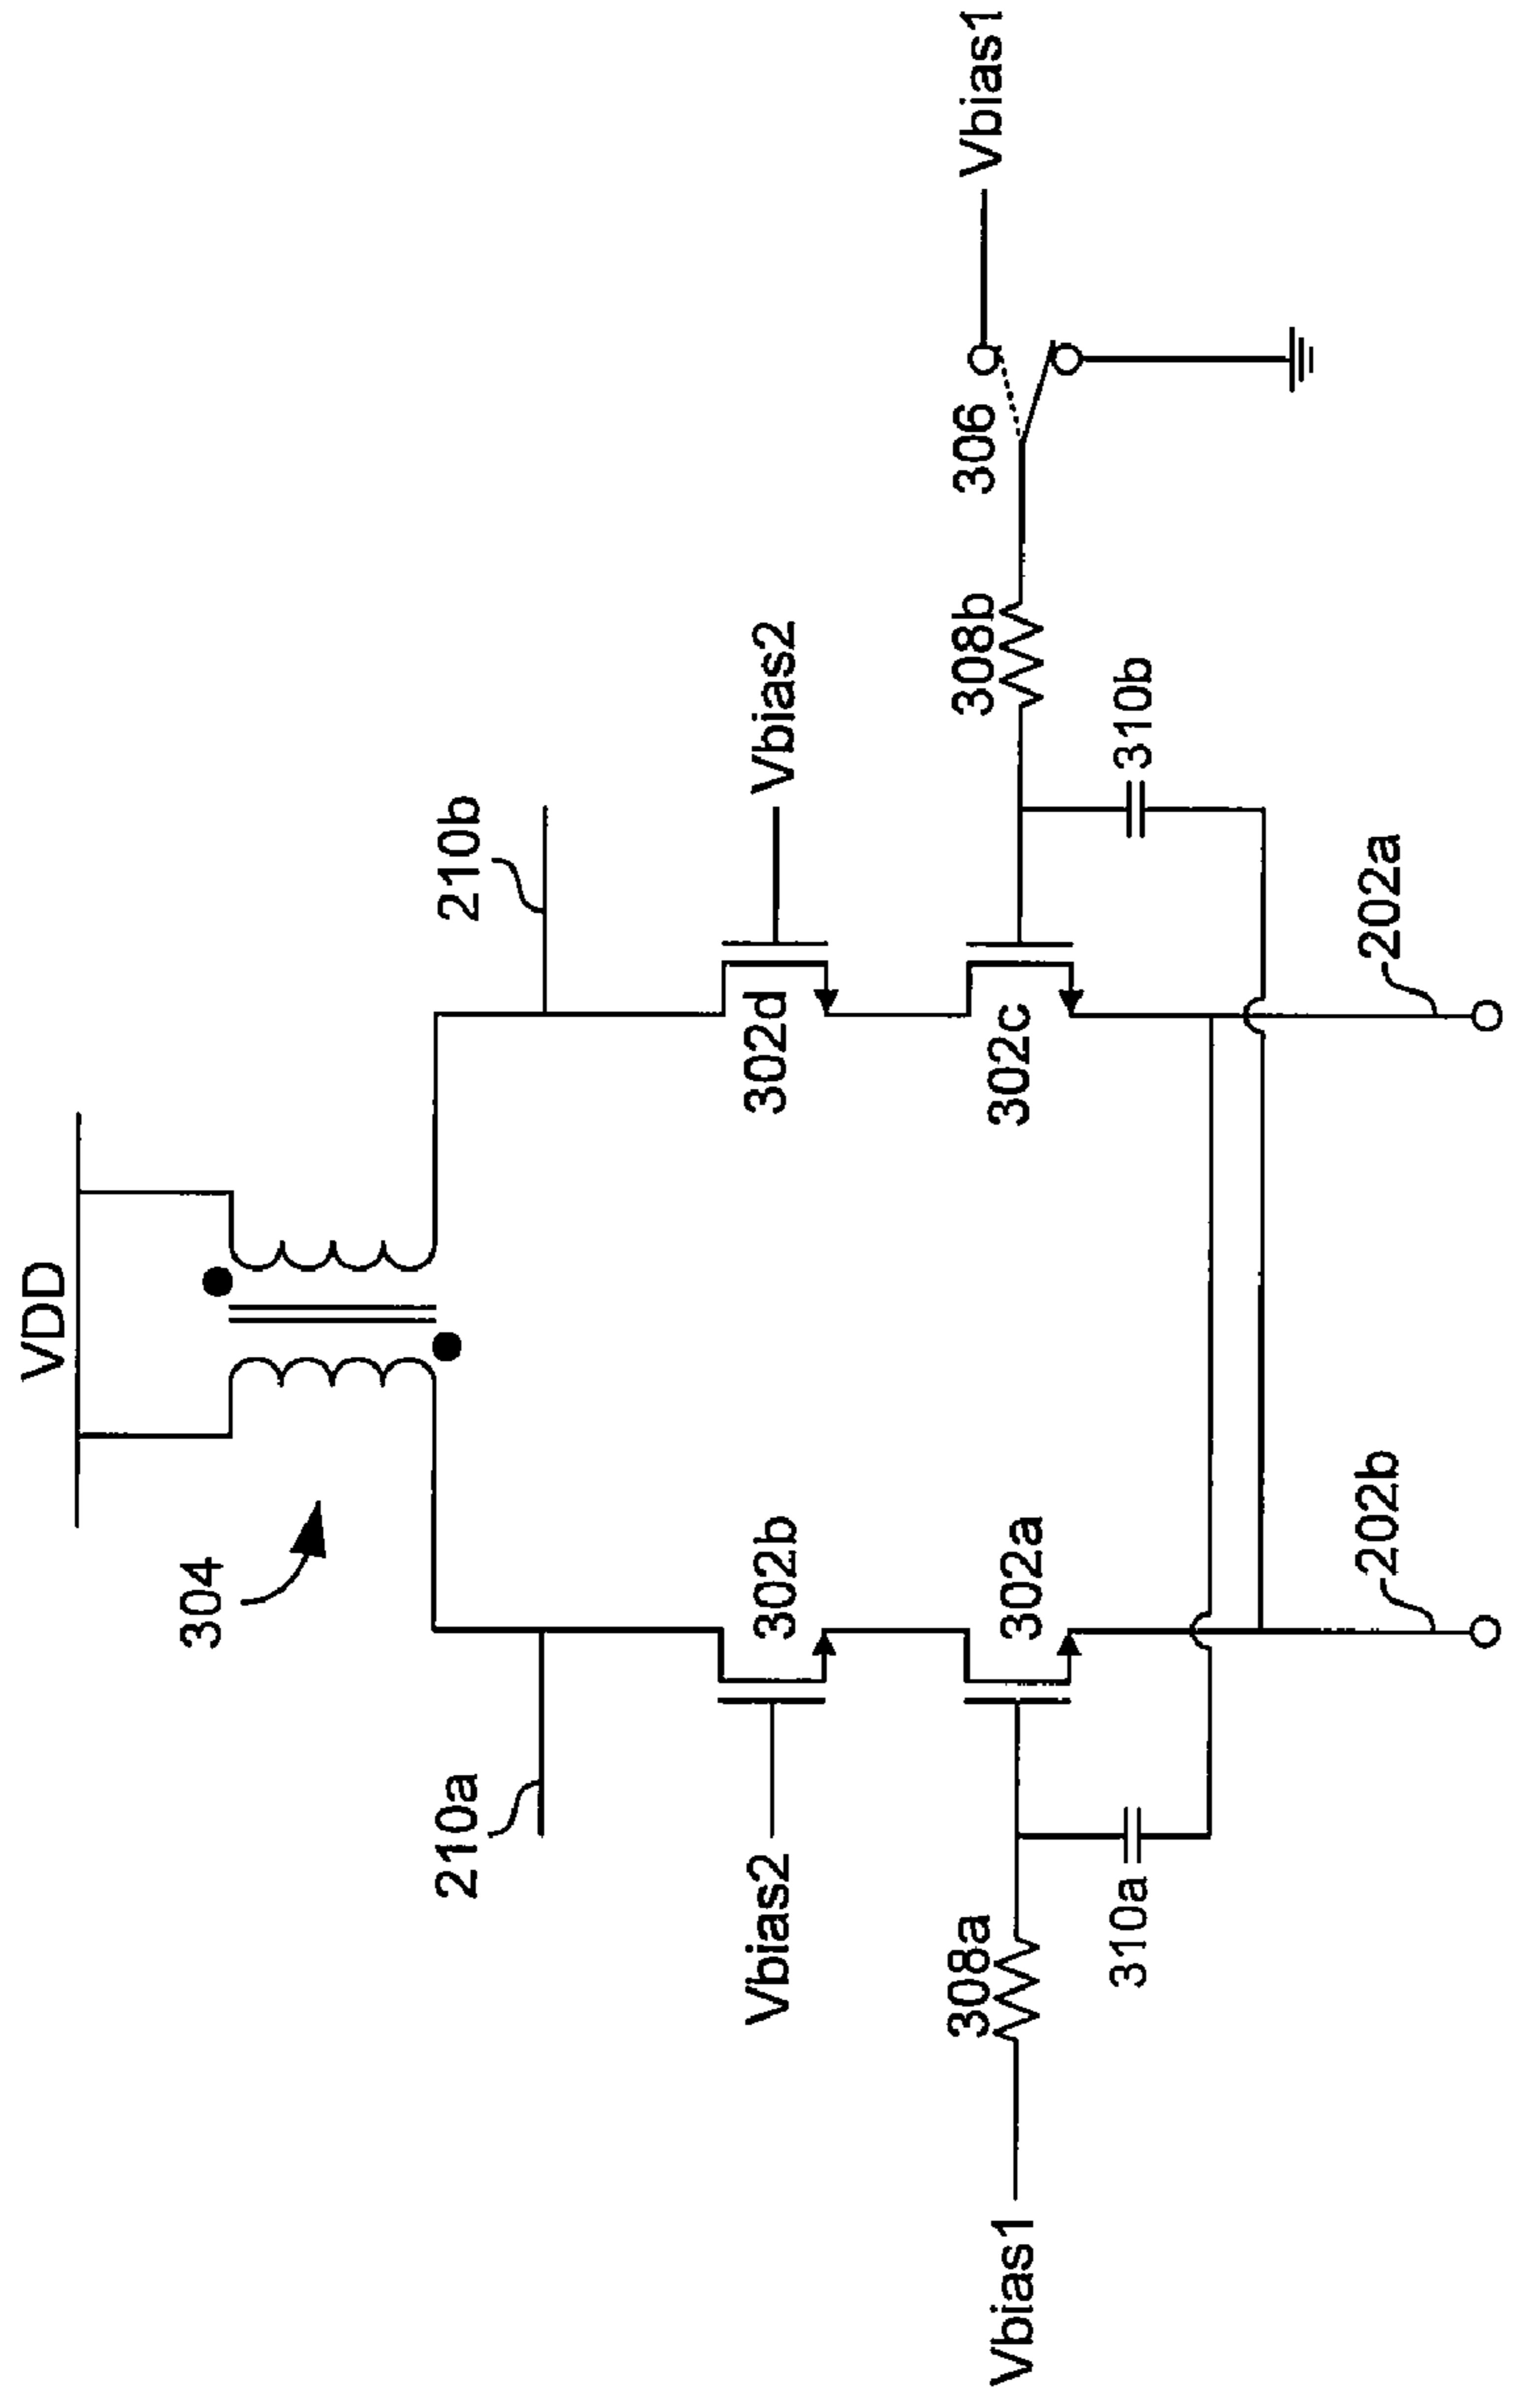 VDD
304
210a
210b
Vbias2
302b
302d
Vbias2
308a
302a
302c
308b
306
Vbias1
Vbias1
310a
310b
202b
202a